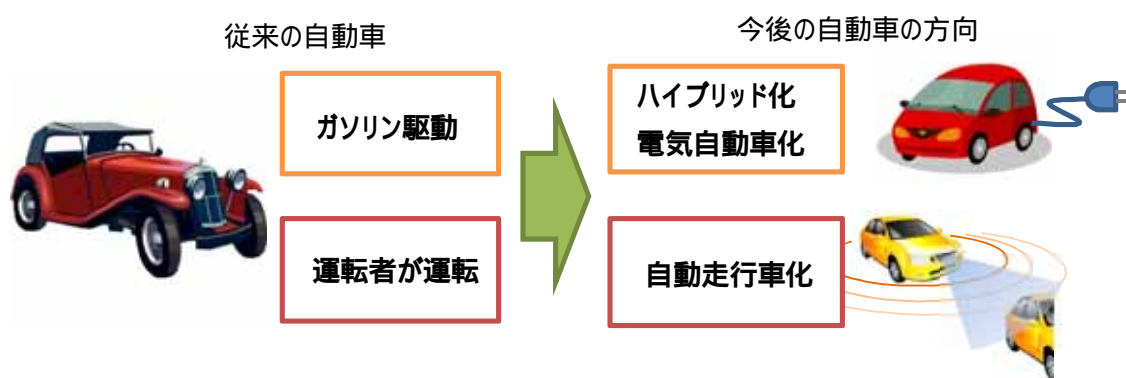 従来の自動車
今後の自動車の方向
ガソリン駆動
ハイブリッド化
電気自動車化
運転者が運転
自動走行車化